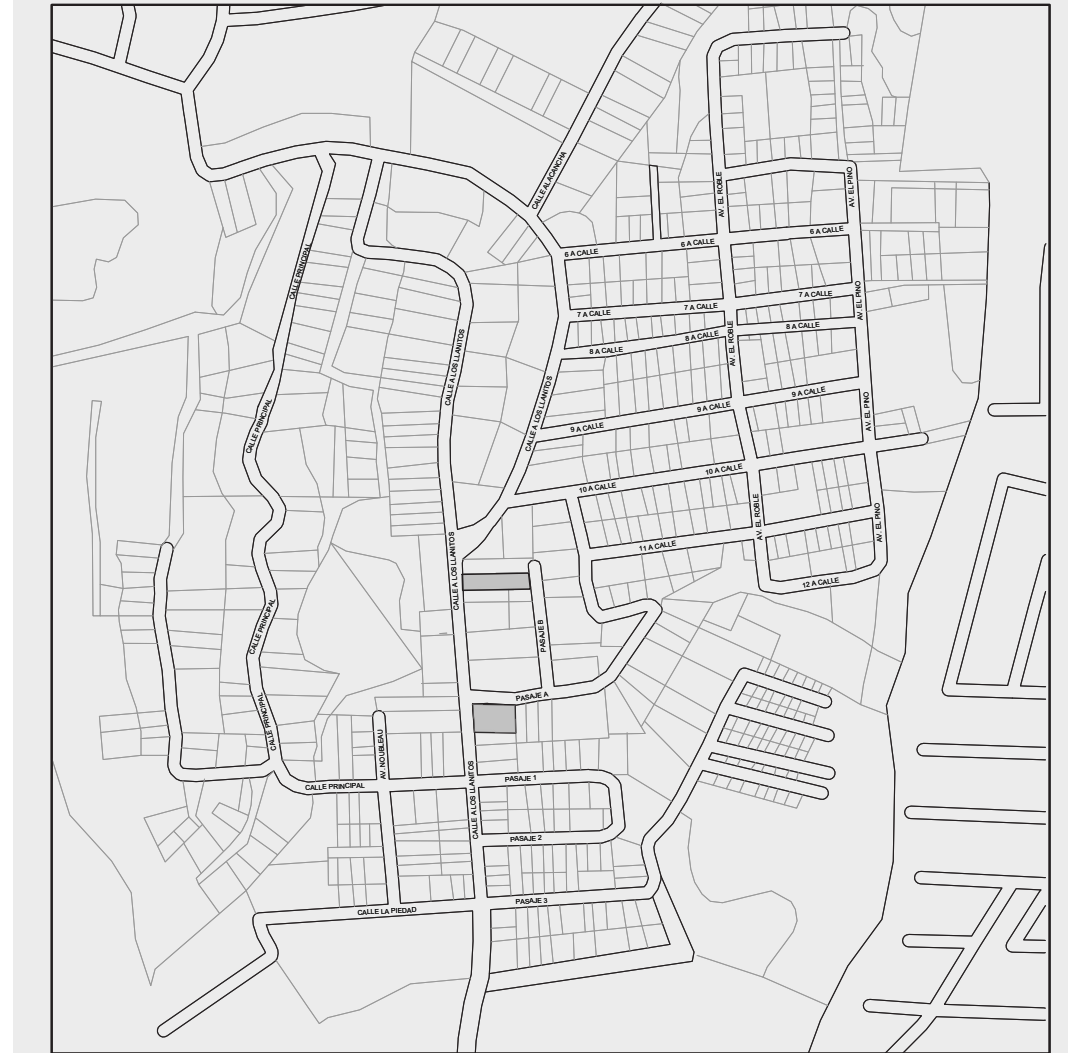 CALLE ALACANCHA
AV. EL ROBLE
AV. EL PINO
6 A CALLE
6 A CALLE
6 A CALLE
CALLE PRINCIPAL
7 A CALLE
AV. EL PINO
7 A CALLE
7 A CALLE
8 A CALLE
8 A CALLE
8 A CALLE
AV. EL ROBLE
CALLE A LOS LLANITOS
CALLE A LOS LLANITOS
9 A CALLE
9 A CALLE
9 A CALLE
AV. EL PINO
CALLE PRINCIPAL
10 A CALLE
10 A CALLE
AV. EL ROBLE
AV. EL PINO
11 A CALLE
CALLE A LOS LLANITOS
12 A CALLE
CALLE PRINCIPAL
PASAJE B
PASAJE A
CALLE PRINCIPAL
AV. NOUBLEAU
CALLE PRINCIPAL
CALLE A LOS LLANITOS
PASAJE 1
PASAJE 2
PASAJE 3
CALLE LA PIEDAD